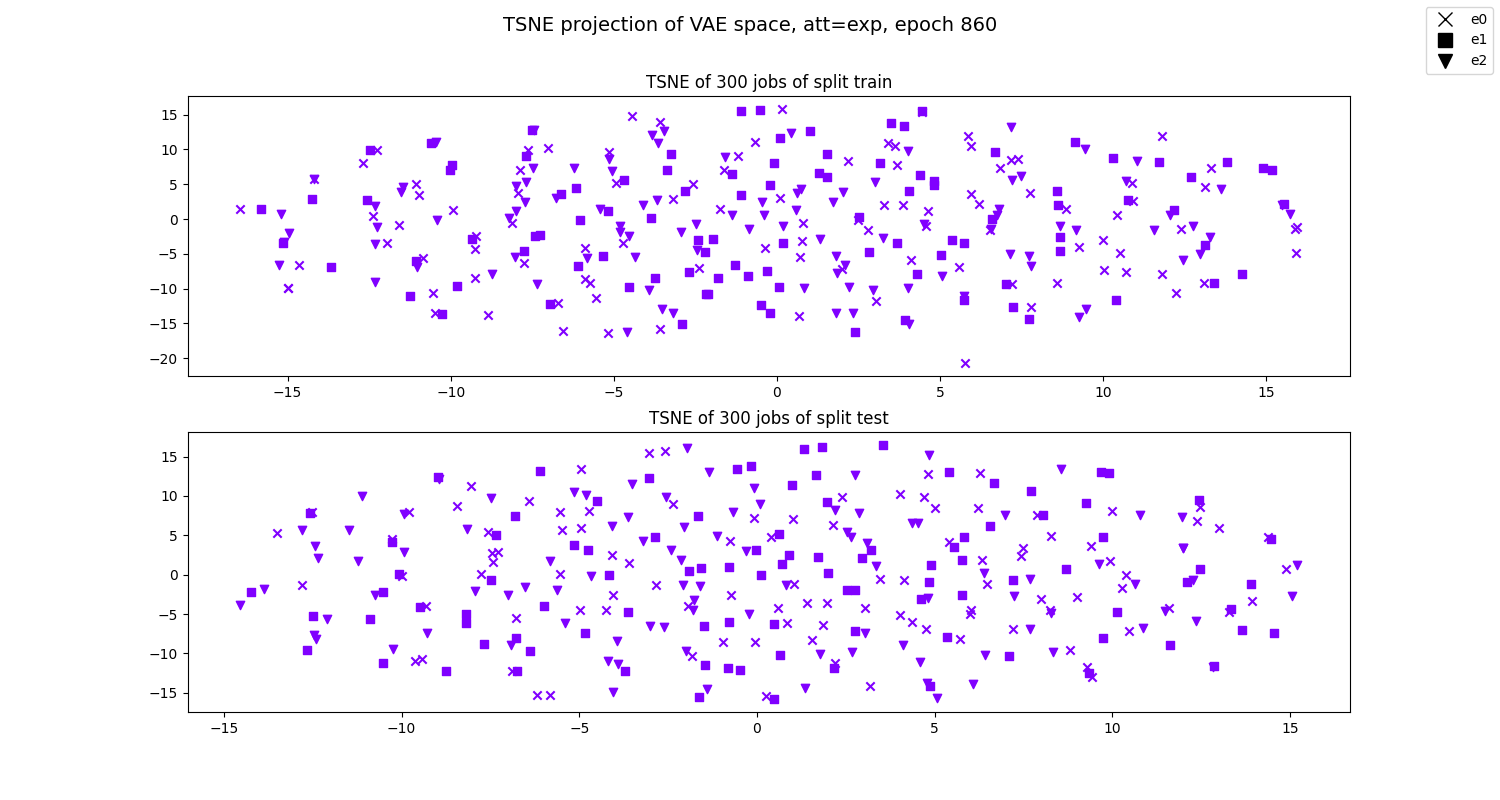 TSNE projection of VAE space, att=exp, epoch 860
e0
e1
e2
TSNE of 300 jobs of split train
15
10
5
0
−5
−10
−15
−20
−15 −10 −5 0 5 10 15
TSNE of 300 jobs of split test
15
10
5
0
−5
−10
−15
−15 −10 −5 0 5 10 15